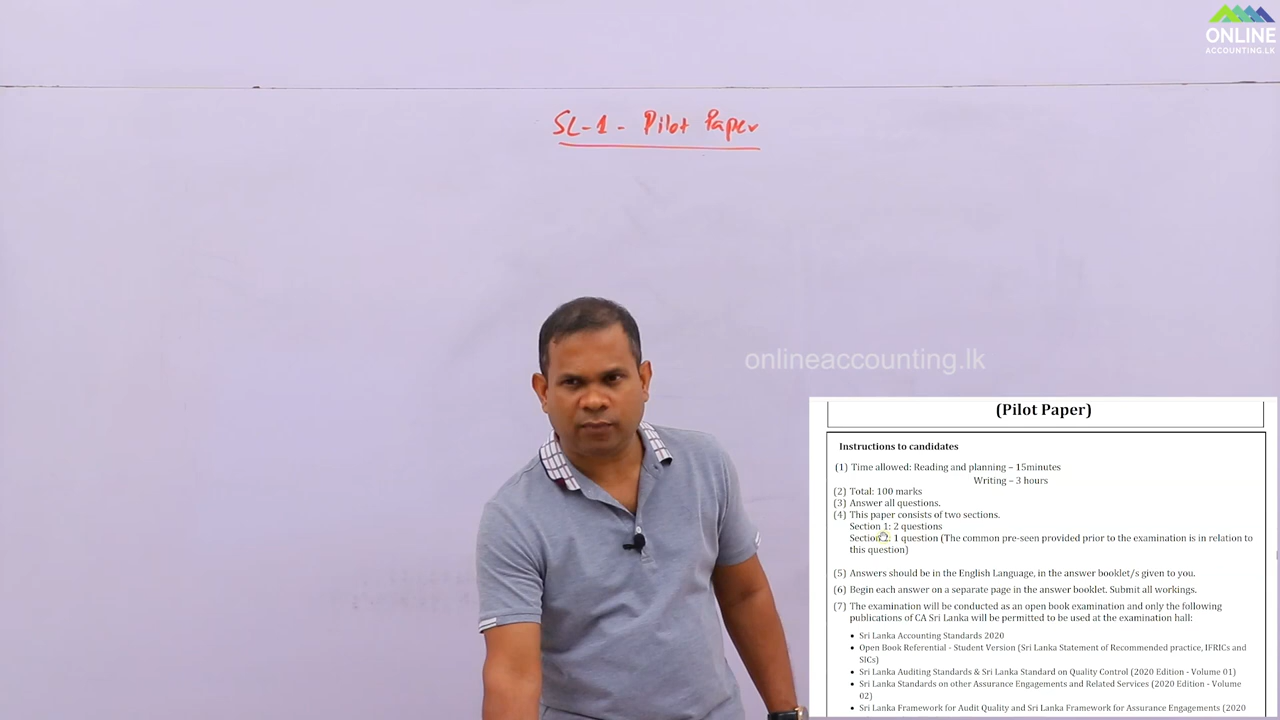 ONLINE
ACCOUNTING.LK
SL-1 - Pilot Paper
onlineaccounting.lk
(Pilot Paper)
Instructions to candidates
(1) Time allowed: Reading and planning – 15minutes
Writing – 3 hours
(2) Total: 100 marks
(3) Answer all questions.
(4) This paper consists of two sections.
Section 1: 2 questions
Section 2: 1 question (The common pre-seen provided prior to the examination is in relation to
this question)
(5) Answers should be in the English Language, in the answer booklet/s given to you.
(6) Begin each answer on a separate page in the answer booklet. Submit all workings.
(7) The examination will be conducted as an open book examination and only the following
publications of CA Sri Lanka will be permitted to be used at the examination hall:
• Sri Lanka Accounting Standards 2020
• Open Book Referential - Student Version (Sri Lanka Statement of Recommended practice, IFRICs and
SICs)
• Sri Lanka Auditing Standards & Sri Lanka Standard on Quality Control (2020 Edition - Volume 01)
• Sri Lanka Standards on other Assurance Engagements and Related Services (2020 Edition - Volume
02)
• Sri Lanka Framework for Audit Quality and Sri Lanka Framework for Assurance Engagements (2020